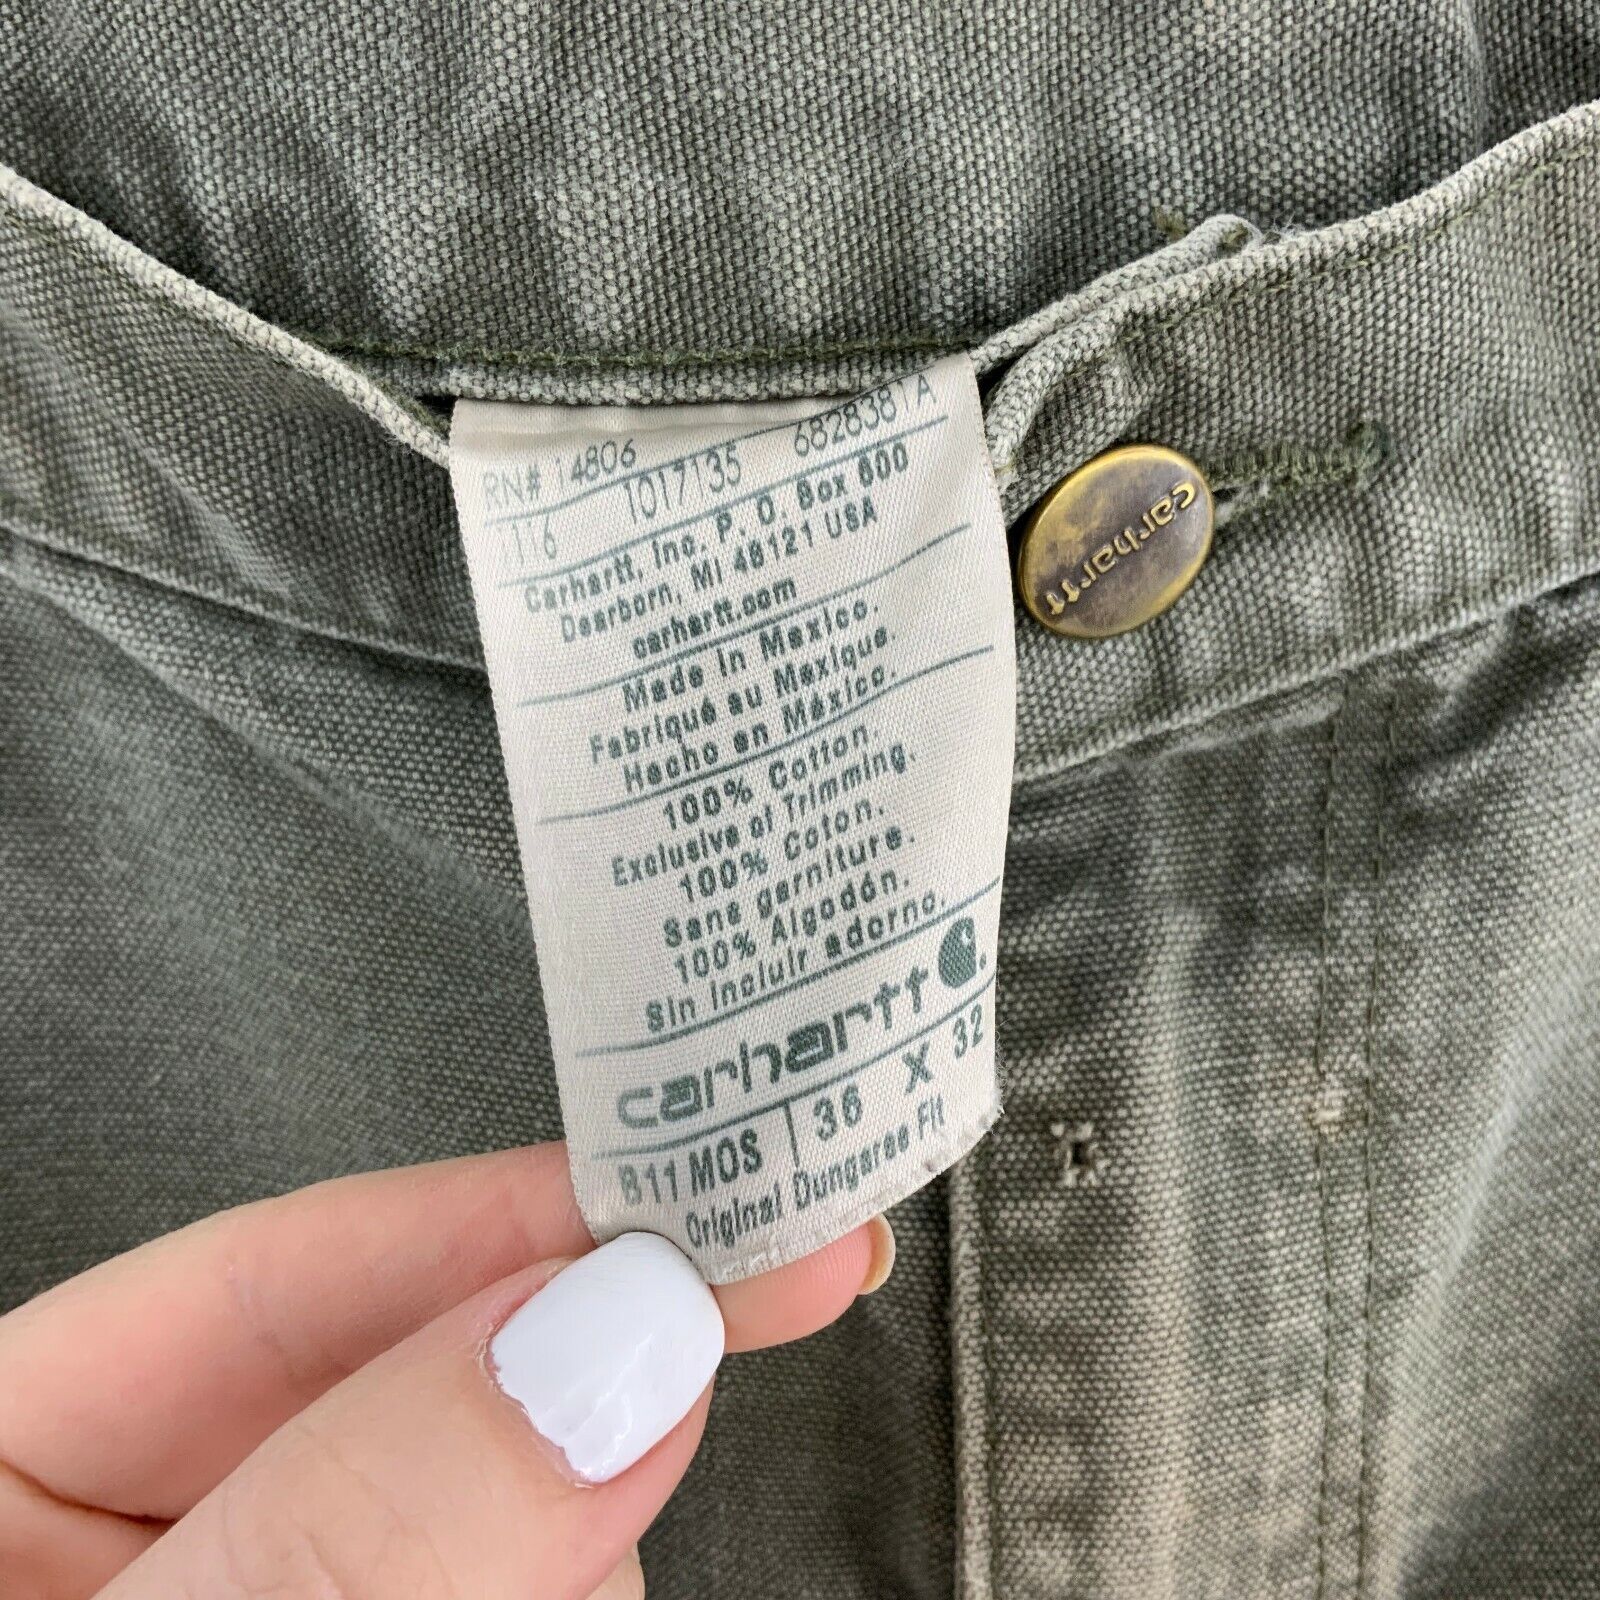 RN# 14806
116 1017135 6828381A
Carhartt, Inc. P. O. Box 600
Dearborn, MI 48121 USA
carhartt.com
Made in Mexico.
Fabriqué au Mexique.
Hecho en México.
100% Cotton.
Exclusive of Trimming.
100% Coton.
Sans garniture.
100% Algodón.
Sin incluir adorno.
carhartt
B11 MOS 36 X 32
Original Dungaree Fit
carhartt